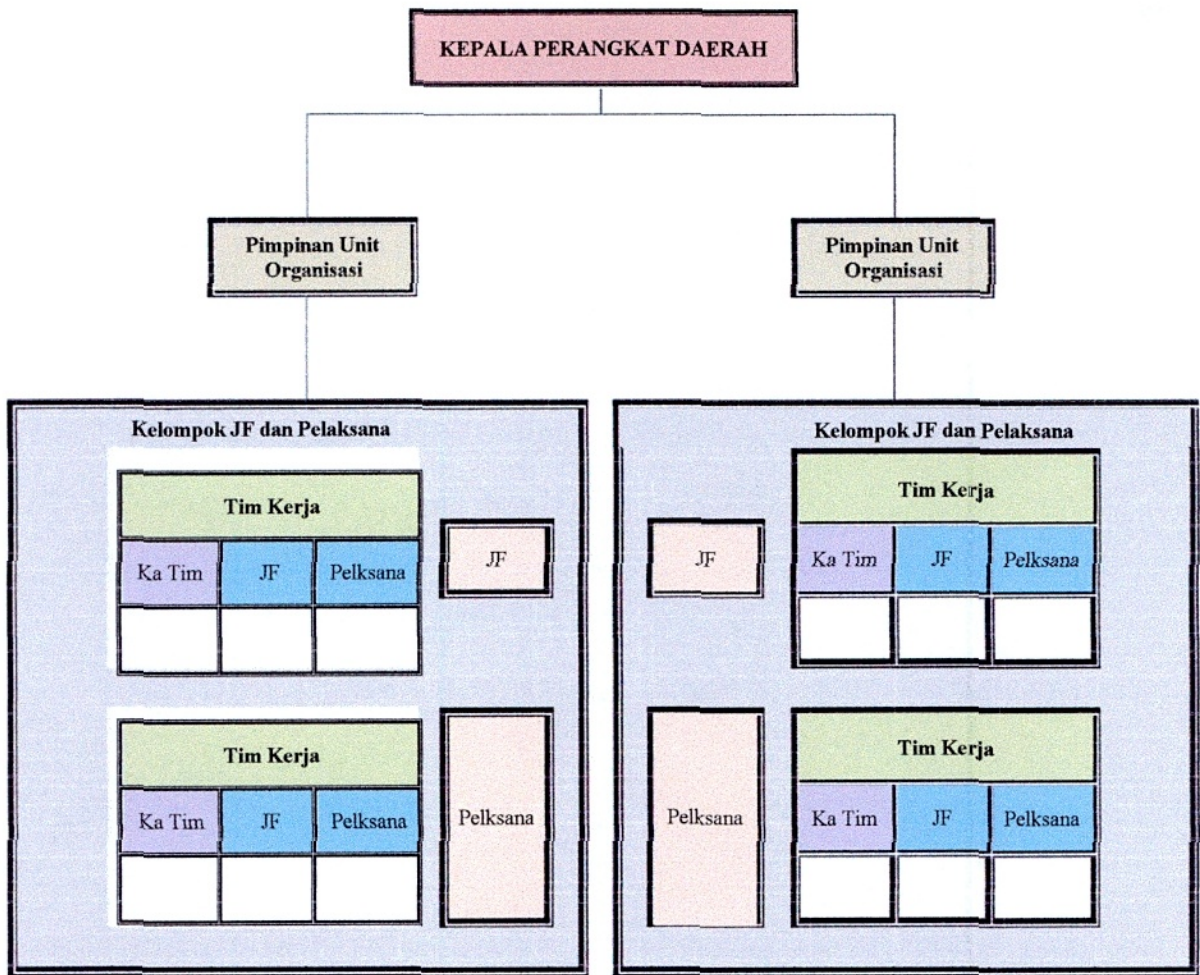 KEPALA PERANGKAT DAERAH
Pimpinan Unit
Organisasi
Pimpinan Unit
Organisasi
Kelompok JF dan Pelaksana
Tim Kerja
Ka Tim JF Pelksana
JF
Tim Kerja
Ka Tim JF Pelksana
Pelksana
Kelompok JF dan Pelaksana
JF
Tim Kerja
Ka Tim JF Pelksana
Pelksana
Tim Kerja
Ka Tim JF Pelksana